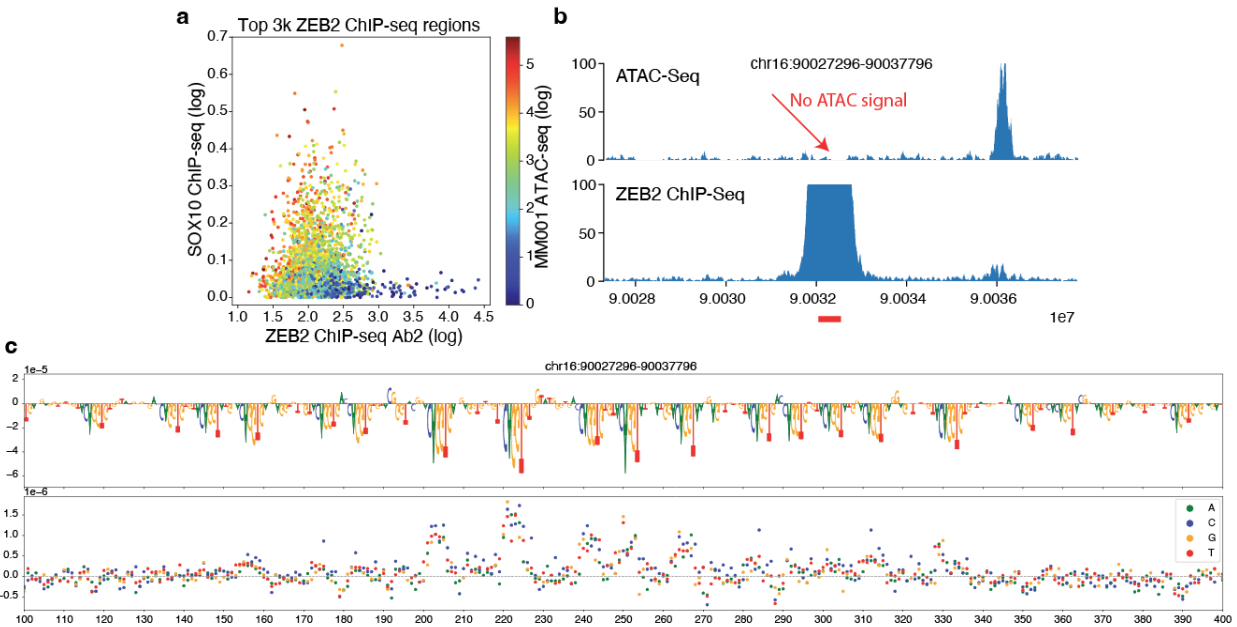 a
Top 3k ZEB2 ChIP-seq regions
0.7
0.6
0.5
0.4
0.3
0.2
0.1
0.0
SOX10 ChIP-seq (log)
1.0 1.5 2.0 2.5 3.0 3.5 4.0 4.5
ZEB2 ChIP-seq Ab2 (log)
5
4
3
2
1
0
MM001 ATAC-seq (log)
b
chr16:90027296-90037796
ATAC-Seq
No ATAC signal
100
50
0
ZEB2 ChIP-Seq
100
50
0
9.0028 9.0030 9.0032 9.0034 9.0036
1e7
c
chr16:90027296-90037796
1e-5
2
0
−2
−4
−6
1e-6
1.5
1.0
0.5
0.0
−0.5
A
C
G
T
100 110 120 130 140 150 160 170 180 190 200 210 220 230 240 250 260 270 280 290 300 310 320 330 340 350 360 370 380 390 400